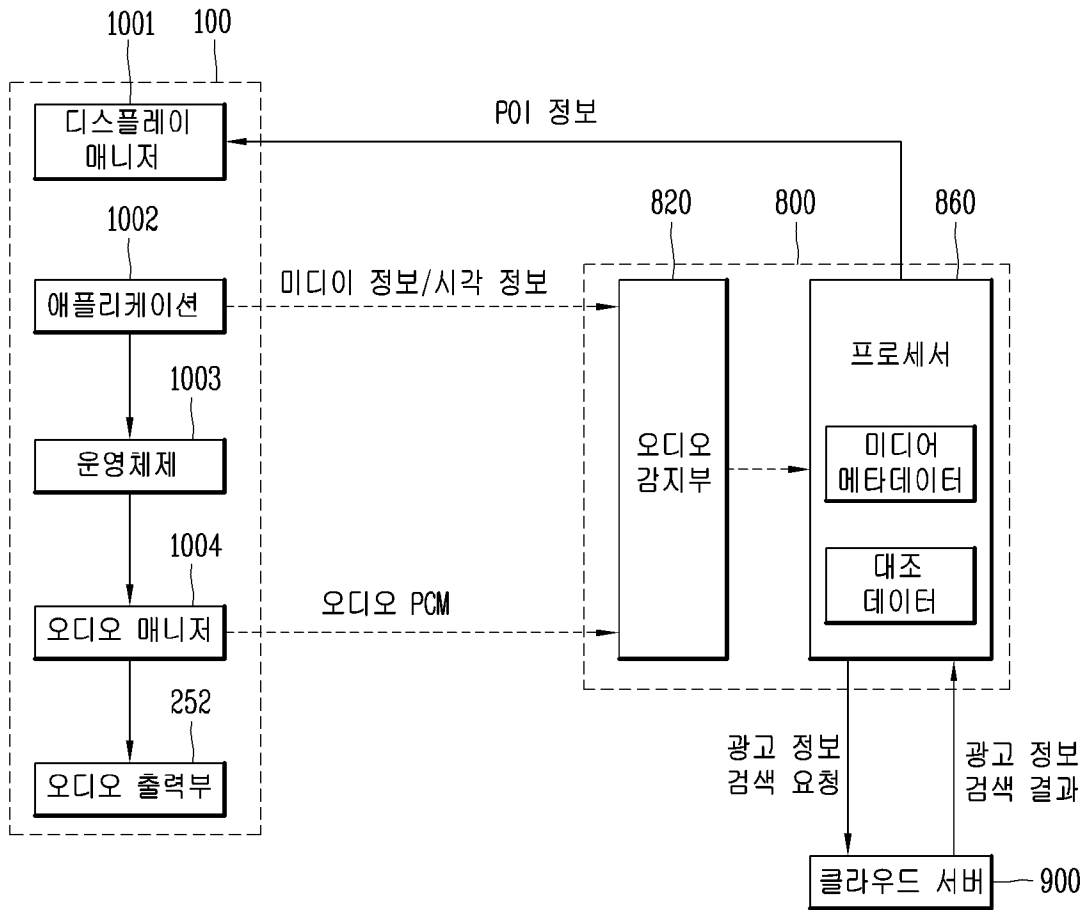 1001
100
디스플레이
매니저
POI 정보
1002
820
800
860
애플리케이션
미디이 정보/시각 정보
프로세서
1003
운영체제
오디오
감지부
미디어
메타데이터
1004
대조
데이터
오디오 매니저
오디오 PCM
252
오디오 출력부
광고 정보
검색 요청
광고 정보
검색 결과
클라우드 서버
900